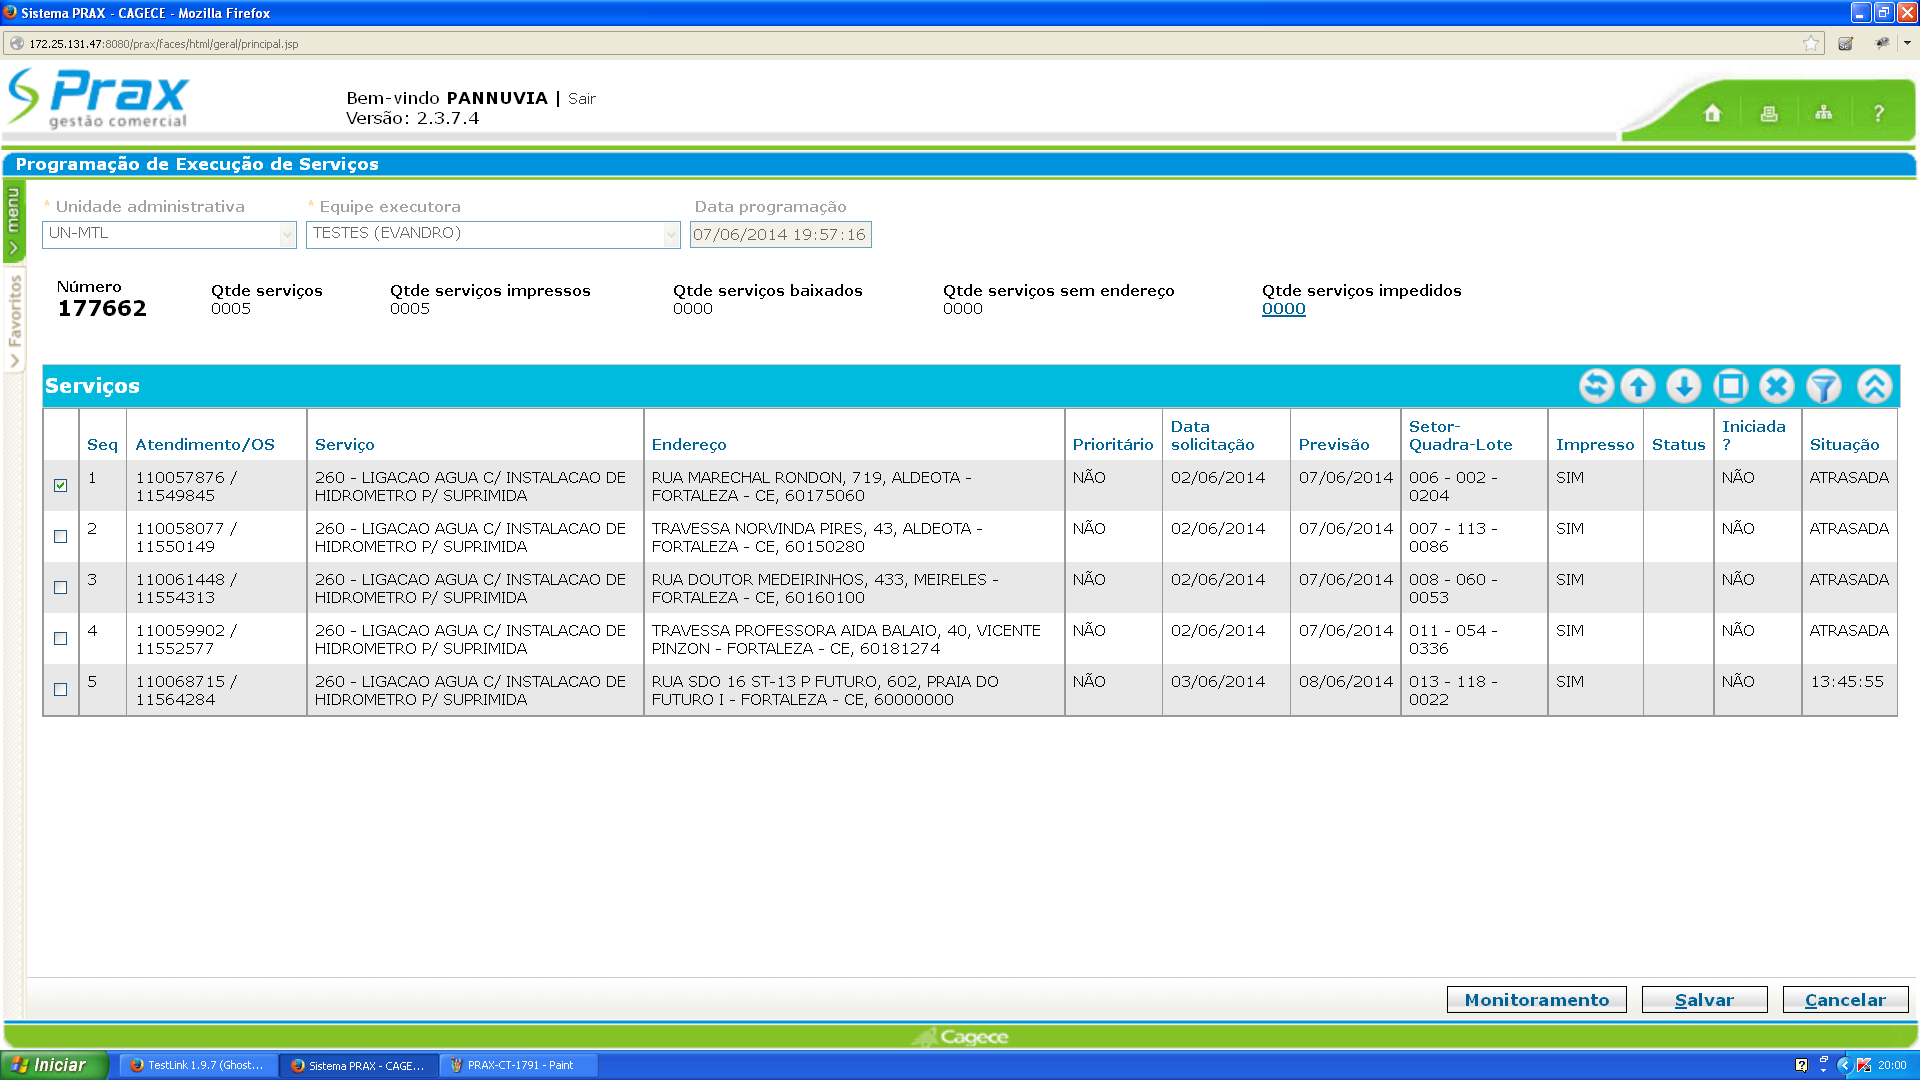 Sistema PRAX - CAGECE - Mozilla Firefox
172.25.131.47:8080/prax/faces/html/geral/principal.jsp
Prax
gestão comercial
Bem-vindo PANNUVIA | Sair
Versão: 2.3.7.4
?
Programação de Execução de Serviços
menu
Favoritos
* Unidade administrativa * Equipe executora Data programação
UN-MTL TESTES (EVANDRO) 07/06/2014 19:57:16
Número Qtde serviços Qtde serviços impressos Qtde serviços baixados Qtde serviços sem endereço Qtde serviços impedidos
177662 0005 0005 0000 0000 0000
Serviços
Seq Atendimento/OS Serviço Endereço Prioritário Data solicitação Previsão Setor-Quadra-Lote Impresso Status Iniciada ? Situação
1 110057876 / 260 - LIGACAO AGUA C/ INSTALACAO DE RUA MARECHAL RONDON, 719, ALDEOTA - NÃO 02/06/2014 07/06/2014 006 - 002 - SIM NÃO ATRASADA
11549845 HIDROMETRO P/ SUPRIMIDA FORTALEZA - CE, 60175060 0204
2 110058077 / 260 - LIGACAO AGUA C/ INSTALACAO DE TRAVESSA NORVINDA PIRES, 43, ALDEOTA - NÃO 02/06/2014 07/06/2014 007 - 113 - SIM NÃO ATRASADA
11550149 HIDROMETRO P/ SUPRIMIDA FORTALEZA - CE, 60150280 0086
3 110061448 / 260 - LIGACAO AGUA C/ INSTALACAO DE RUA DOUTOR MEDEIRINHOS, 433, MEIRELES - NÃO 02/06/2014 07/06/2014 008 - 060 - SIM NÃO ATRASADA
11554313 HIDROMETRO P/ SUPRIMIDA FORTALEZA - CE, 60160100 0053
4 110059902 / 260 - LIGACAO AGUA C/ INSTALACAO DE TRAVESSA PROFESSORA AIDA BALAIO, 40, VICENTE NÃO 02/06/2014 07/06/2014 011 - 054 - SIM NÃO ATRASADA
11552577 HIDROMETRO P/ SUPRIMIDA PINZON - FORTALEZA - CE, 60181274 0336
5 110068715 / 260 - LIGACAO AGUA C/ INSTALACAO DE RUA SDO 16 ST-13 P FUTURO, 602, PRAIA DO NÃO 03/06/2014 08/06/2014 013 - 118 - SIM NÃO 13:45:55
11564284 HIDROMETRO P/ SUPRIMIDA FUTURO I - FORTALEZA - CE, 60000000 0022
Monitoramento Salvar Cancelar
Cagece
Iniciar TestLink 1.9.7 (Ghost... Sistema PRAX - CAGE... PRAX-CT-1791 - Paint 20:00